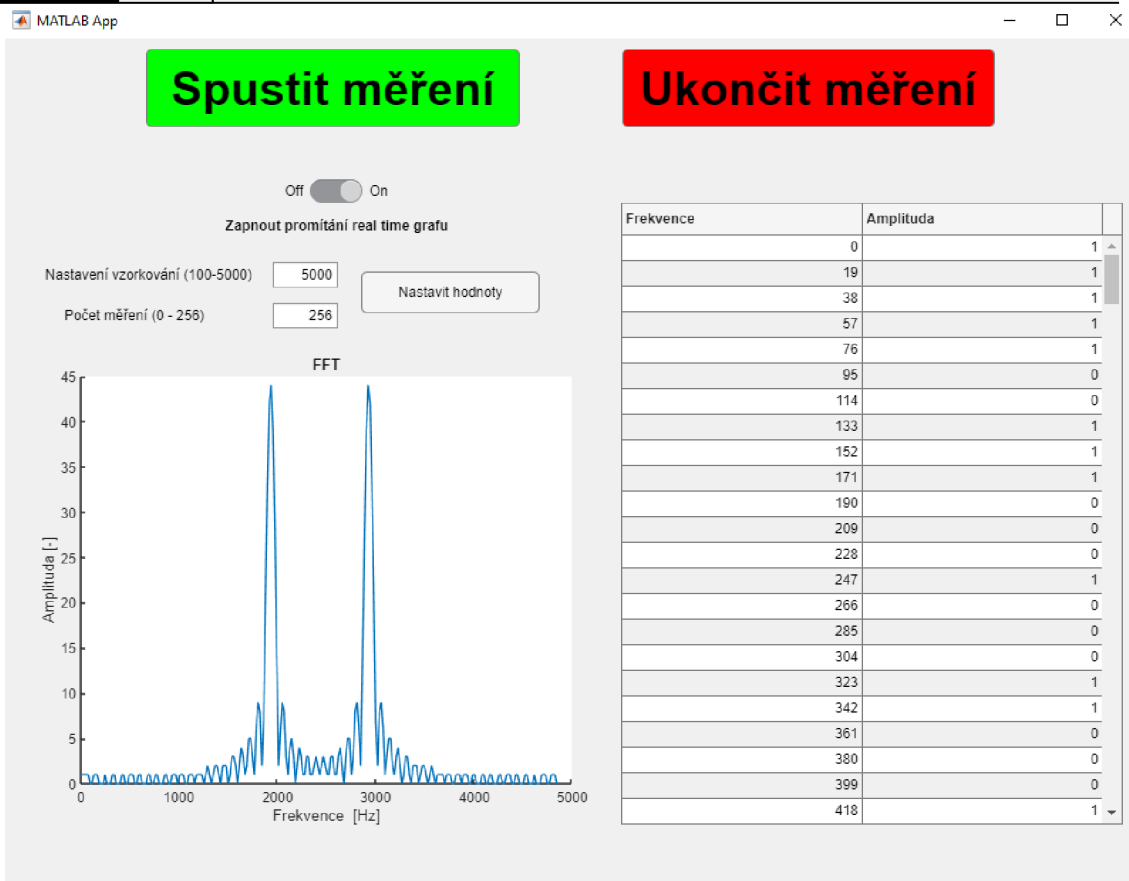 MATLAB App
Spustit měření
Ukončit měření
Off On
Zapnout promítání real time grafu
Nastavení vzorkování (100-5000) 5000
Nastavit hodnoty
Počet měření (0 - 256) 256
FFT
45
40
35
30
25
20
15
10
5
0
Amplituda [-]
0 1000 2000 3000 4000 5000
Frekvence [Hz]
Frekvence Amplituda
0 1
19 1
38 1
57 1
76 1
95 0
114 0
133 1
152 1
171 1
190 0
209 0
228 0
247 1
266 0
285 0
304 0
323 1
342 1
361 0
380 0
399 0
418 1